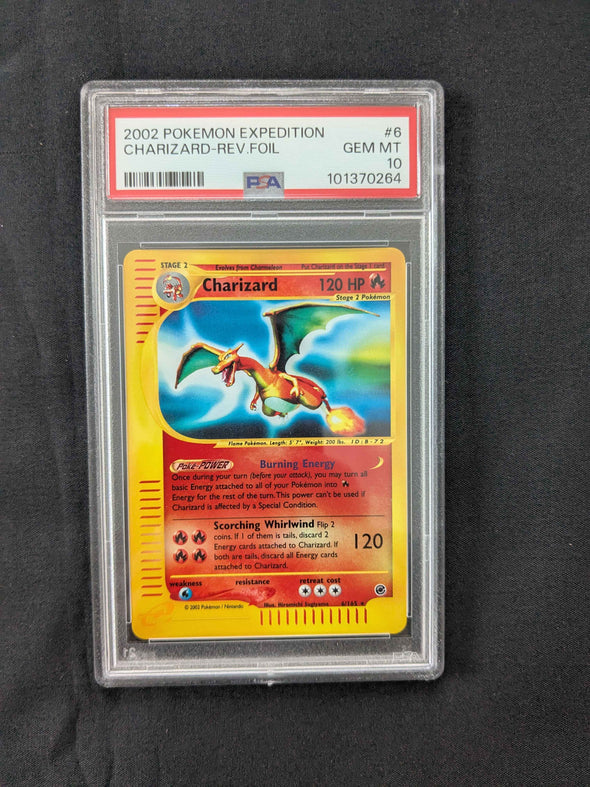 2002 POKEMON EXPEDITION #6
CHARIZARD-REV.FOIL GEM MT
10
PSA 101370264
STAGE 2 Evolves from Charmeleon Put Charizard on the Stage 1 card
Charizard 120 HP
Stage 2 Pokémon
Flame Pokémon. Length: 5' 7", Weight: 200 lbs. ID: B-72
Poké-POWER Burning Energy
Once during your turn (before your attack), you may turn all
basic Energy attached to all of your Pokémon into
Energy for the rest of the turn. This power can't be used if
Charizard is affected by a Special Condition.
Scorching Whirlwind Flip 2
coins. If 1 of them is tails, discard 2
Energy cards attached to Charizard. If 120
both are tails, discard all Energy cards
attached to Charizard.
weakness resistance retreat cost
Illus. Hiromichi Sugiyama 6/165 ★
© 2002 Pokémon / Nintendo